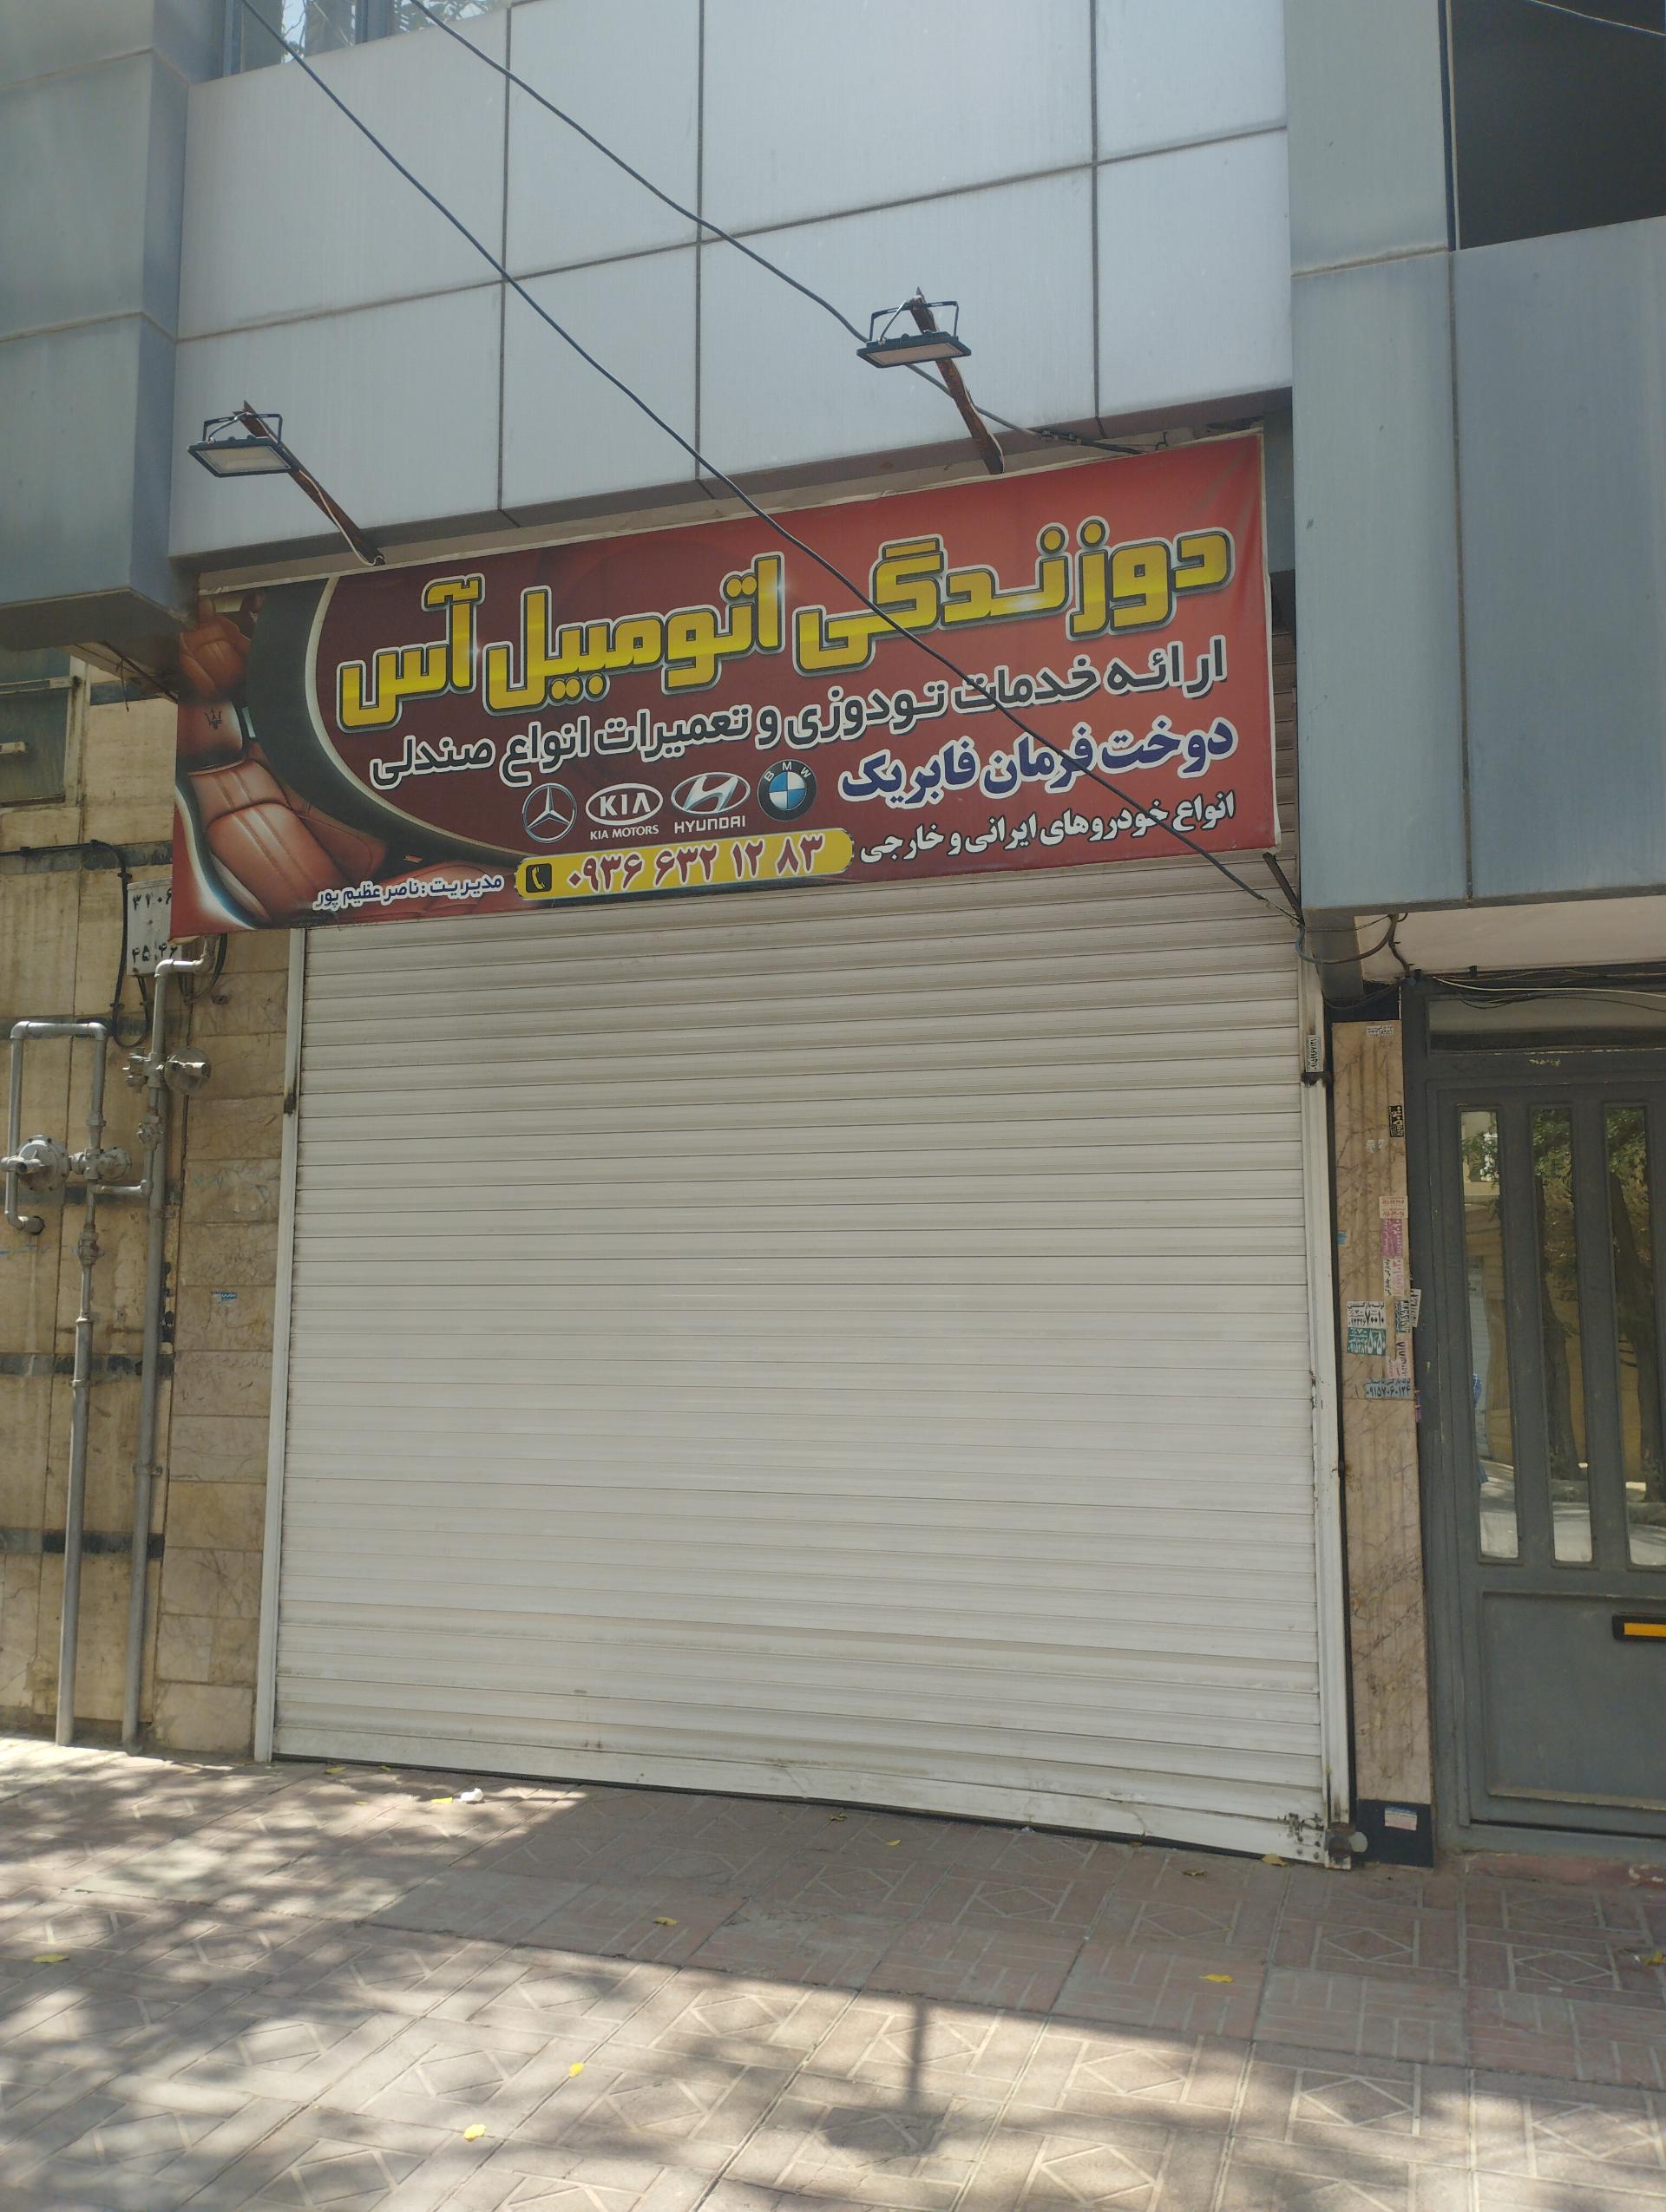 دوزندگی اتومبیل آس
ارائه خدمات تودوزی و تعمیرات انواع صندلی
دوخت فرمان فابریک
انواع خودروهای ایرانی و خارجی
BMW
HYUNDAI
KIA
KIA MOTORS
۰۹۳۶ ۶۳۲ ۱۲ ۸۳
مدیریت : ناصر عظیم پور